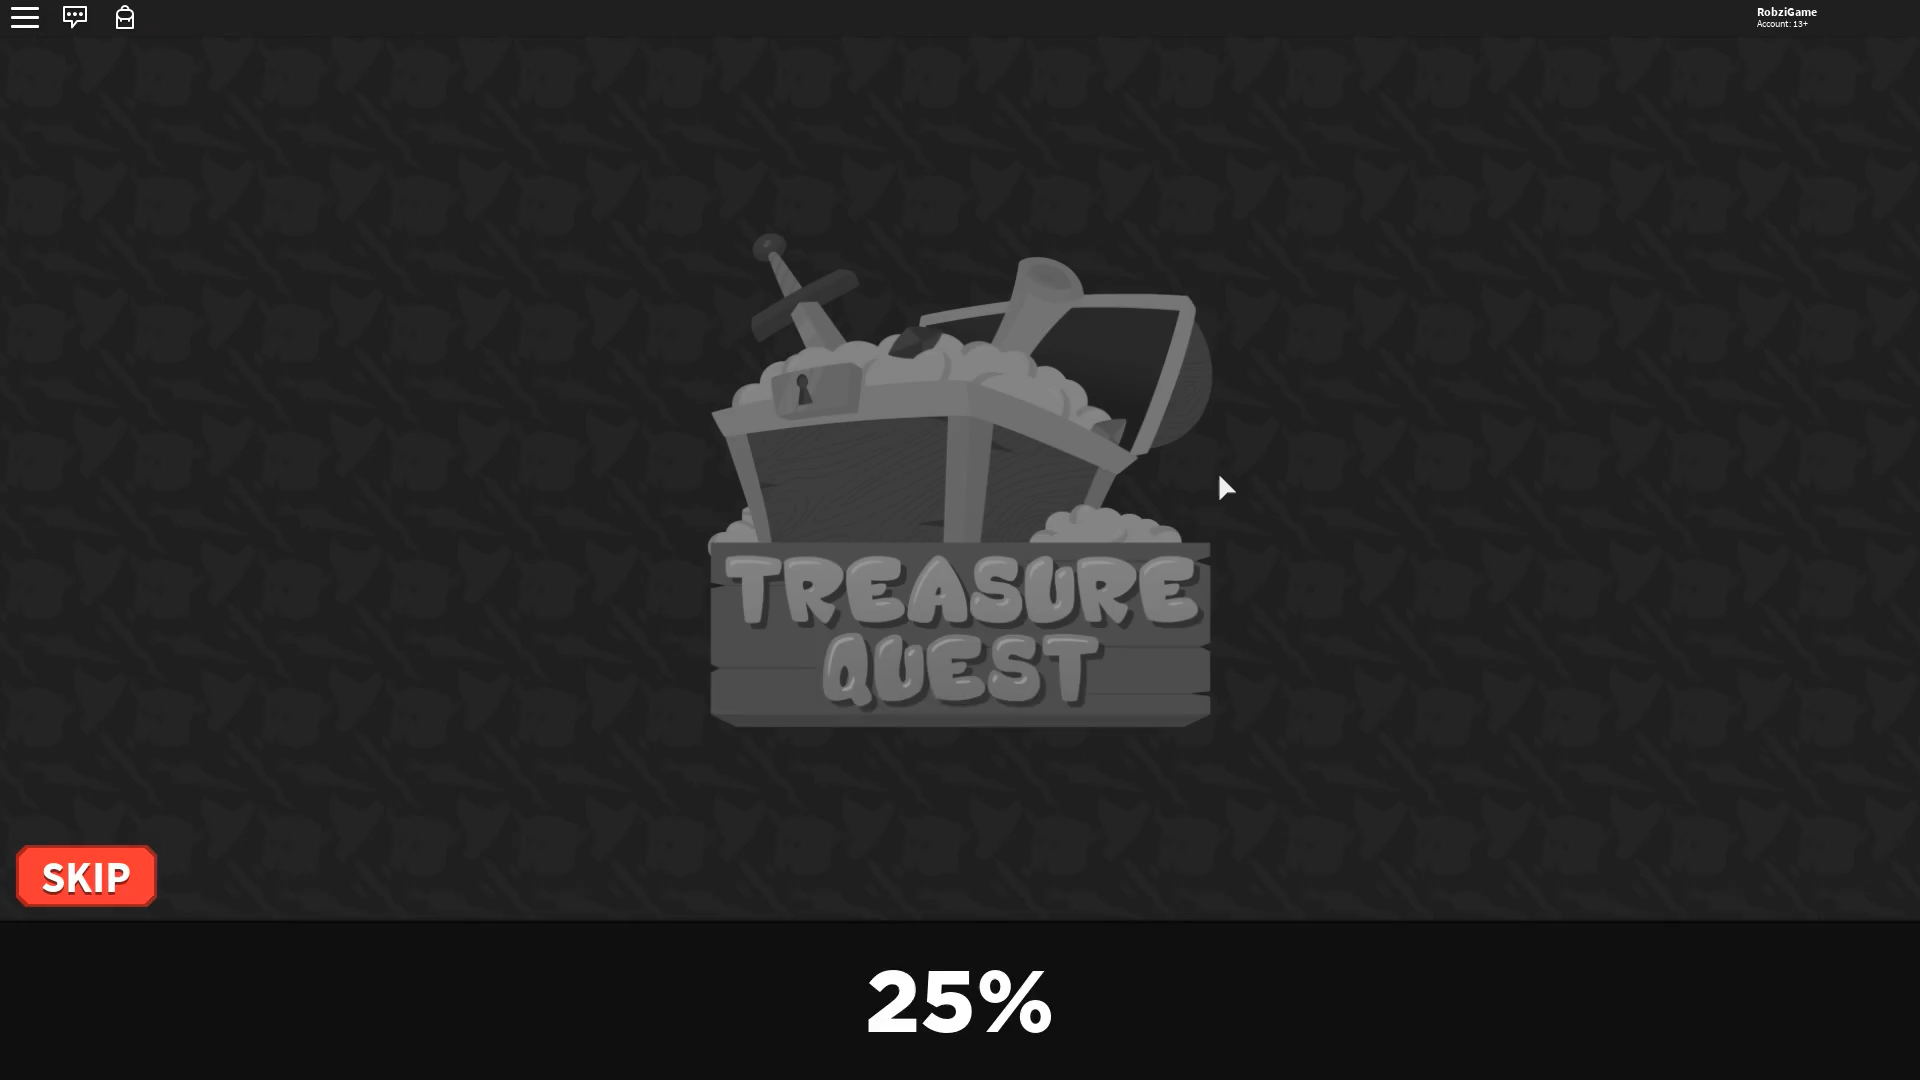 RobziGame
Account: 13+
TREASURE
QUEST
SKIP
25%